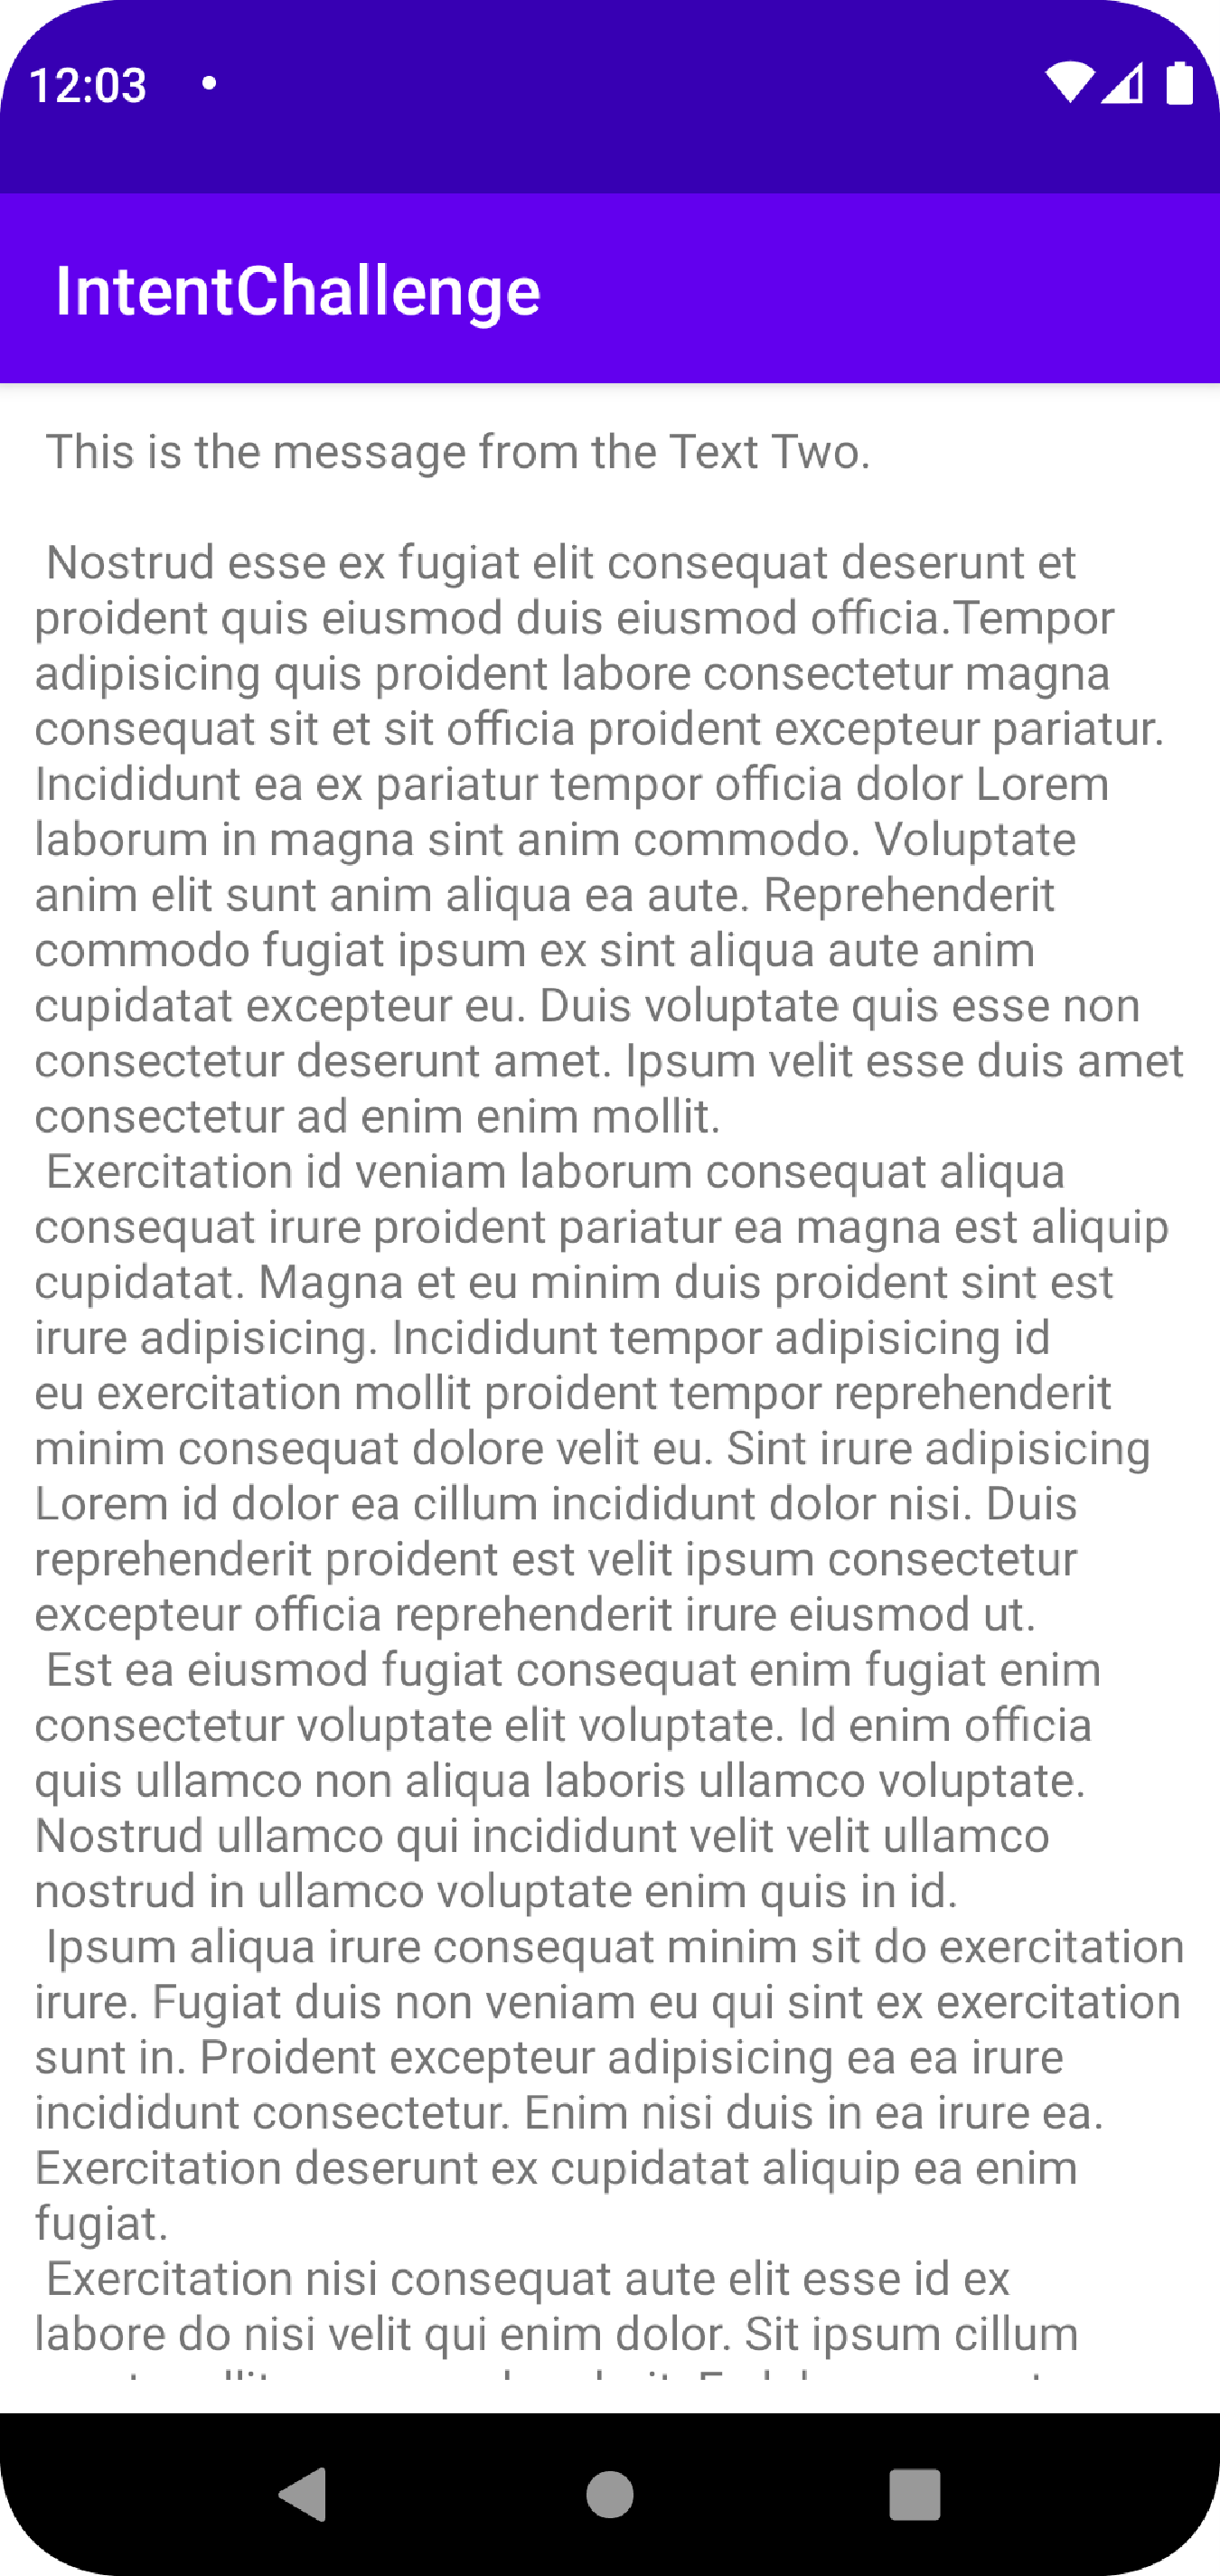 12:03
IntentChallenge
This is the message from the Text Two.
Nostrud esse ex fugiat elit consequat deserunt et
proident quis eiusmod duis eiusmod officia.Tempor
adipisicing quis proident labore consectetur magna
consequat sit et sit officia proident excepteur pariatur.
Incididunt ea ex pariatur tempor officia dolor Lorem
laborum in magna sint anim commodo. Voluptate
anim elit sunt anim aliqua ea aute. Reprehenderit
commodo fugiat ipsum ex sint aliqua aute anim
cupidatat excepteur eu. Duis voluptate quis esse non
consectetur deserunt amet. Ipsum velit esse duis amet
consectetur ad enim enim mollit.
Exercitation id veniam laborum consequat aliqua
consequat irure proident pariatur ea magna est aliquip
cupidatat. Magna et eu minim duis proident sint est
irure adipisicing. Incididunt tempor adipisicing id
eu exercitation mollit proident tempor reprehenderit
minim consequat dolore velit eu. Sint irure adipisicing
Lorem id dolor ea cillum incididunt dolor nisi. Duis
reprehenderit proident est velit ipsum consectetur
excepteur officia reprehenderit irure eiusmod ut.
Est ea eiusmod fugiat consequat enim fugiat enim
consectetur voluptate elit voluptate. Id enim officia
quis ullamco non aliqua laboris ullamco voluptate.
Nostrud ullamco qui incididunt velit velit ullamco
nostrud in ullamco voluptate enim quis in id.
Ipsum aliqua irure consequat minim sit do exercitation
irure. Fugiat duis non veniam eu qui sint ex exercitation
sunt in. Proident excepteur adipisicing ea ea irure
incididunt consectetur. Enim nisi duis in ea irure ea.
Exercitation deserunt ex cupidatat aliquip ea enim
fugiat.
Exercitation nisi consequat aute elit esse id ex
labore do nisi velit qui enim dolor. Sit ipsum cillum